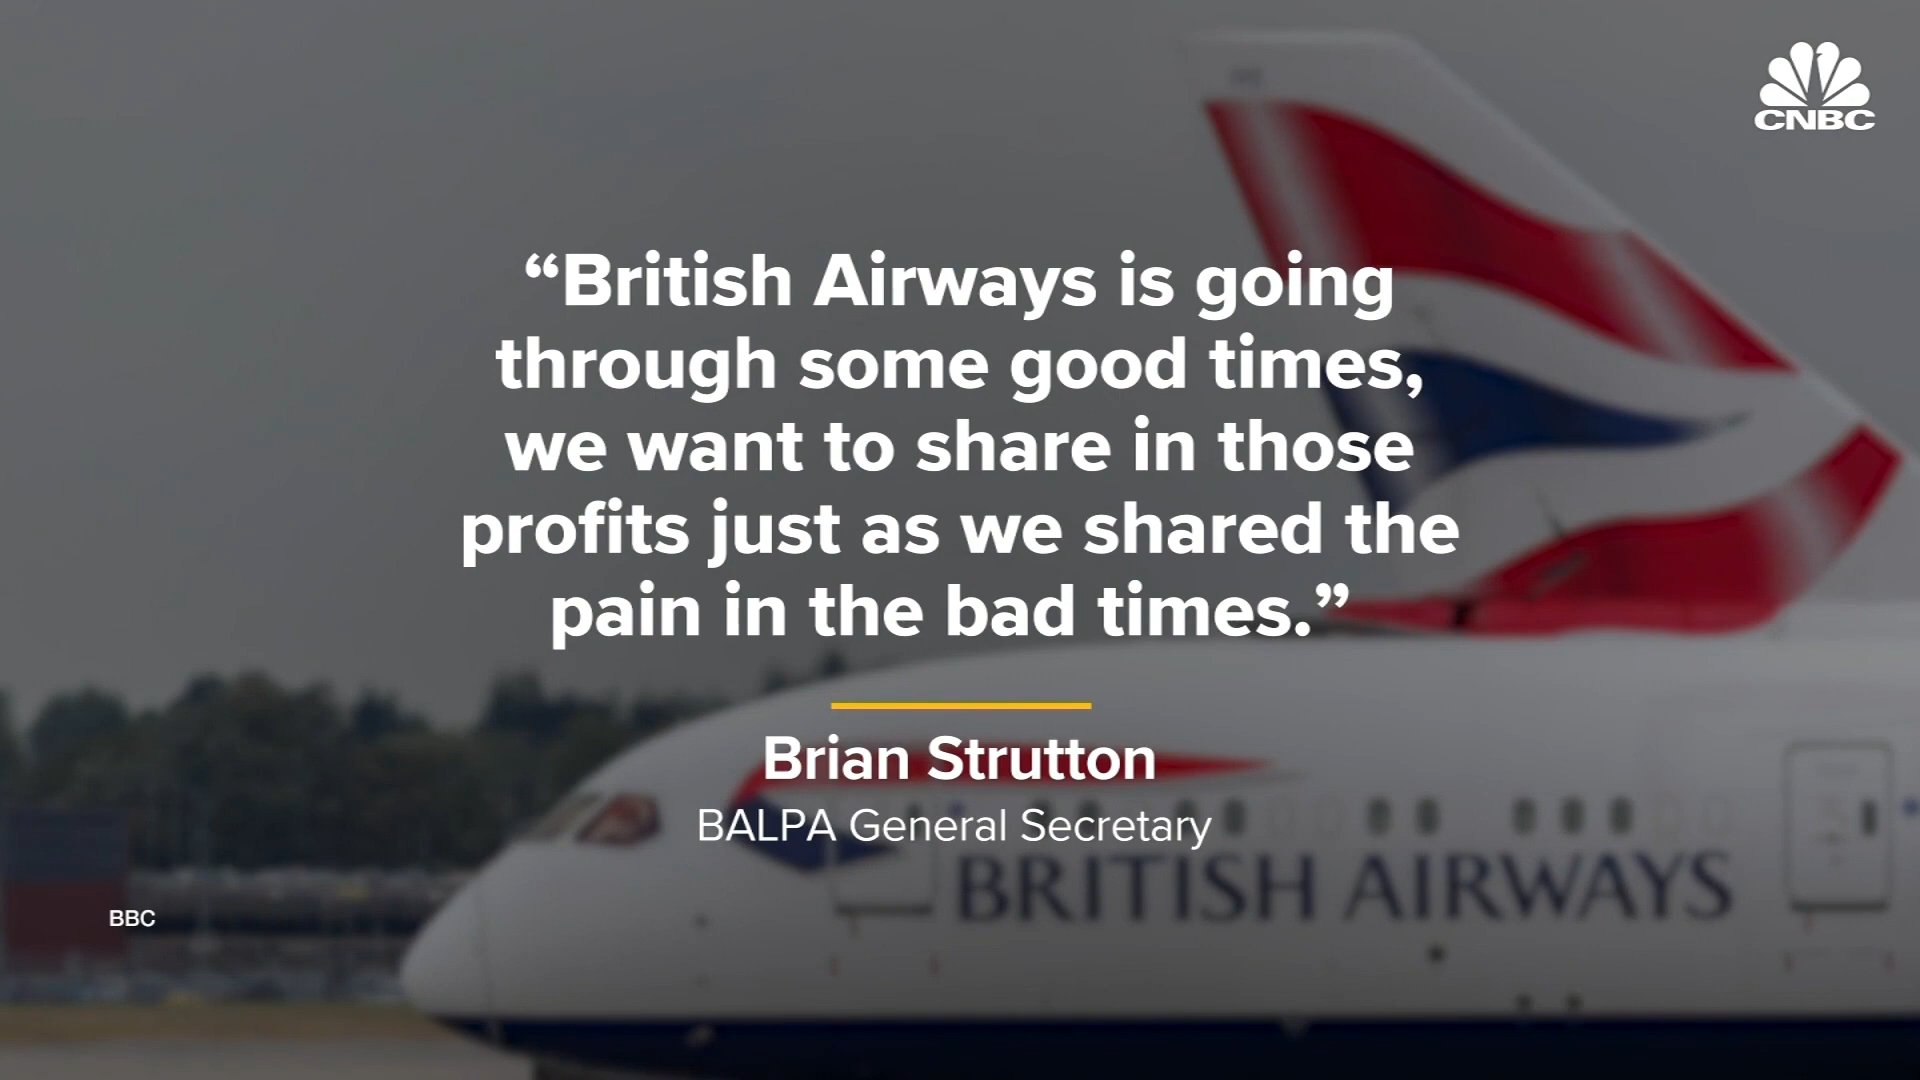 CNBC
“British Airways is going
through some good times,
we want to share in those
profits just as we shared the
pain in the bad times.”
Brian Strutton
BALPA General Secretary
BRITISH AIRWAYS
BBC